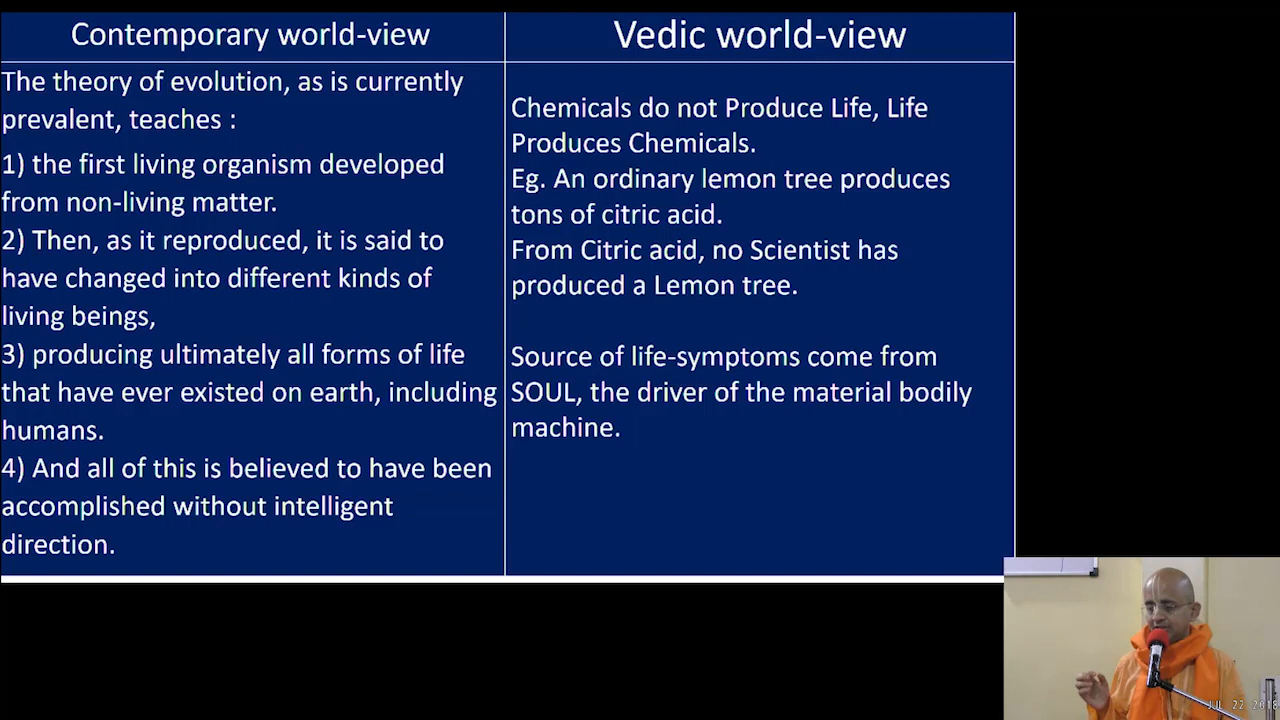 Contemporary world-view
The theory of evolution, as is currently
prevalent, teaches :
1) the first living organism developed
from non-living matter.
2) Then, as it reproduced, it is said to
have changed into different kinds of
living beings,
3) producing ultimately all forms of life
that have ever existed on earth, including
humans.
4) And all of this is believed to have been
accomplished without intelligent
direction.
Vedic world-view
Chemicals do not Produce Life, Life
Produces Chemicals.
Eg. An ordinary lemon tree produces
tons of citric acid.
From Citric acid, no Scientist has
produced a Lemon tree.
Source of life-symptoms come from
SOUL, the driver of the material bodily
machine.
JUL 22 2018